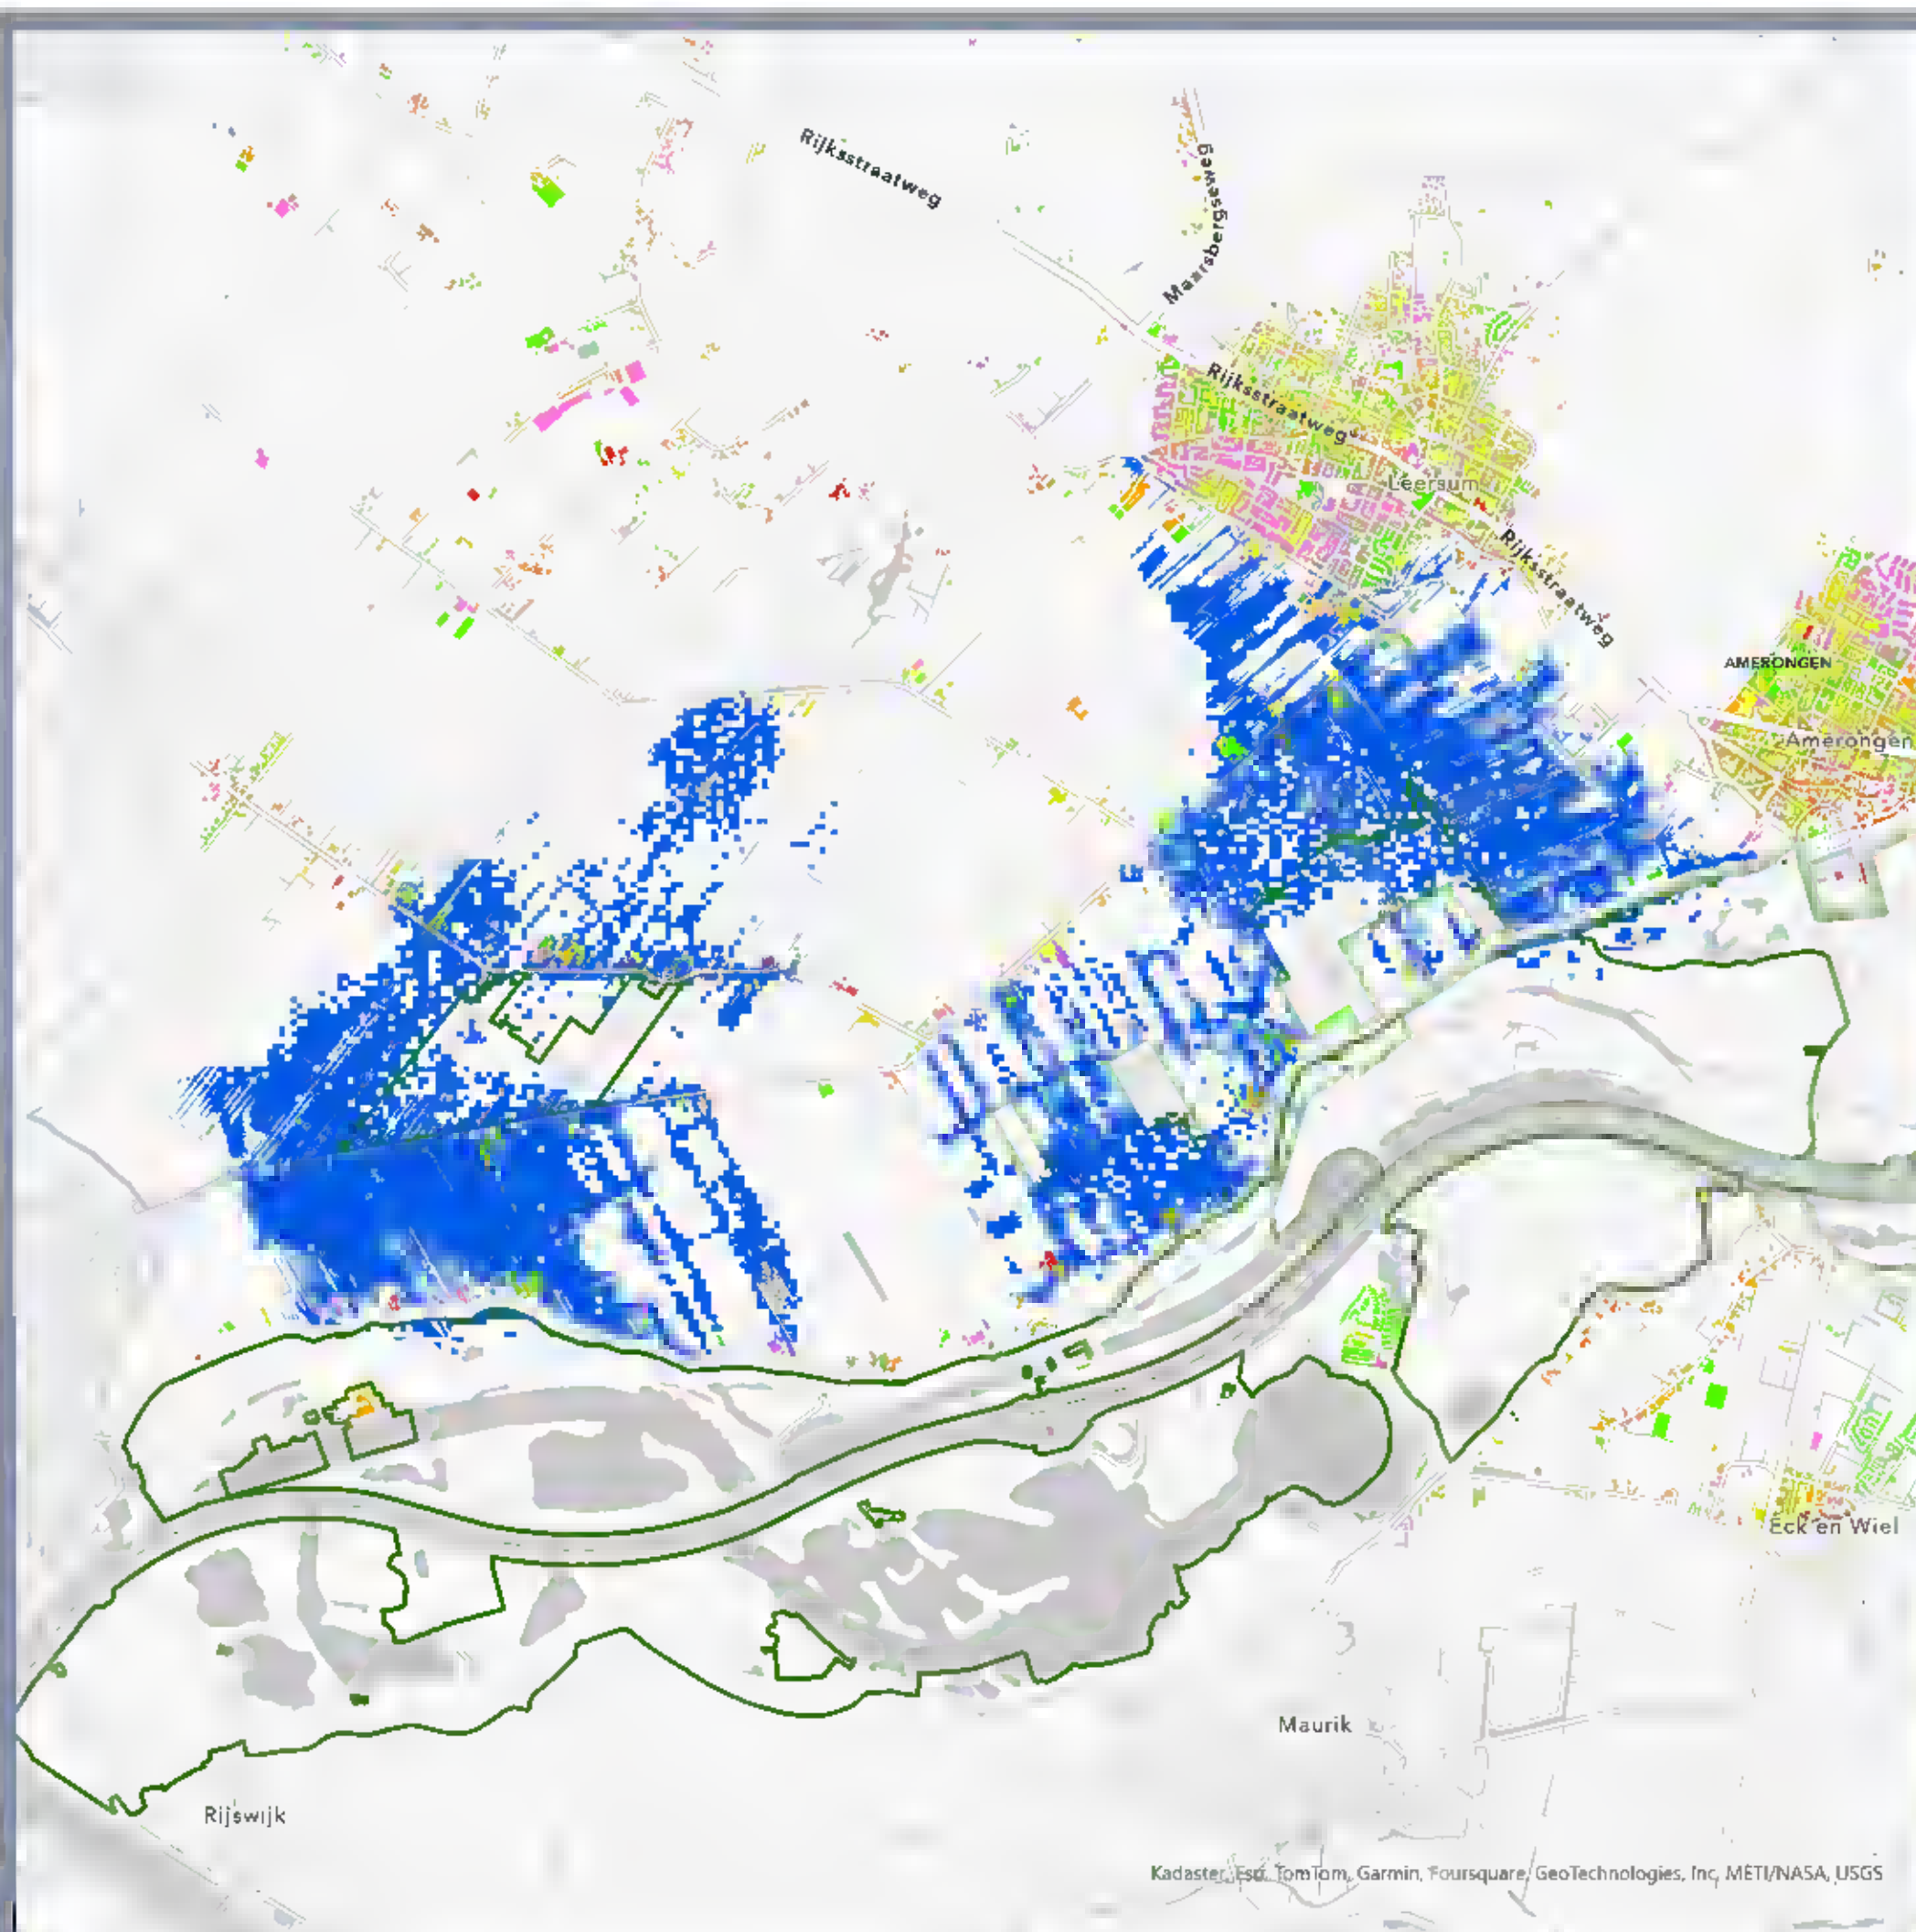 Rijksstraatweg
Maarsbergseweg
Rijksstraatweg
Leersum
Rijksstraatweg
AMERONGEN
Amerongen
Eck en Wiel
Maurik
Rijswijk
Kadaster, Esri, TomTom, Garmin, Foursquare, GeoTechnologies, Inc, METI/NASA, USGS